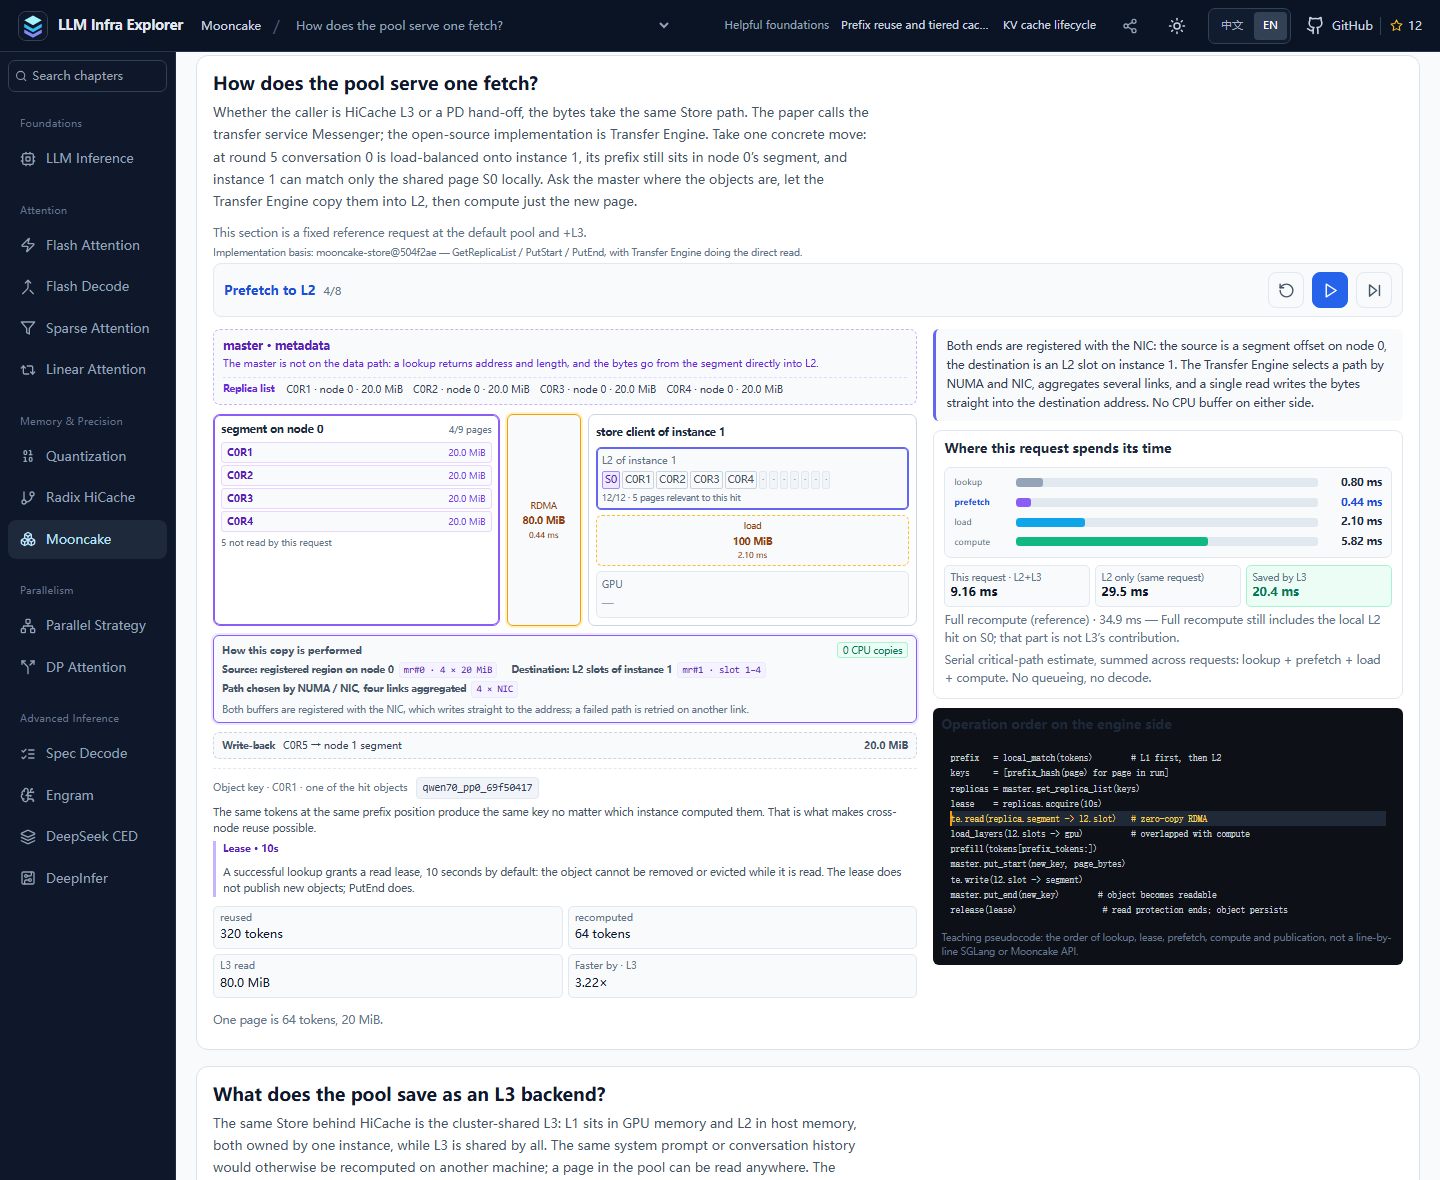 LLM Infra Explorer
Mooncake / How does the pool serve one fetch?
Helpful foundations Prefix reuse and tiered cac... KV cache lifecycle
中文 EN GitHub 12
Search chapters
Foundations
LLM Inference
Attention
Flash Attention
Flash Decode
Sparse Attention
Linear Attention
Memory & Precision
Quantization
Radix HiCache
Mooncake
Parallelism
Parallel Strategy
DP Attention
Advanced Inference
Spec Decode
Engram
DeepSeek CED
DeepInfer
How does the pool serve one fetch?
Whether the caller is HiCache L3 or a PD hand-off, the bytes take the same Store path. The paper calls the
transfer service Messenger; the open-source implementation is Transfer Engine. Take one concrete move:
at round 5 conversation 0 is load-balanced onto instance 1, its prefix still sits in node 0's segment, and
instance 1 can match only the shared page S0 locally. Ask the master where the objects are, let the
Transfer Engine copy them into L2, then compute just the new page.
This section is a fixed reference request at the default pool and +L3.
Implementation basis: mooncake-store@504f2ae — GetReplicaList / PutStart / PutEnd, with Transfer Engine doing the direct read.
Prefetch to L2 4/8
master • metadata
The master is not on the data path: a lookup returns address and length, and the bytes go from the segment directly into L2.
Replica list C0R1 · node 0 · 20.0 MiB C0R2 · node 0 · 20.0 MiB C0R3 · node 0 · 20.0 MiB C0R4 · node 0 · 20.0 MiB
segment on node 0 4/9 pages
C0R1 20.0 MiB
C0R2 20.0 MiB
C0R3 20.0 MiB
C0R4 20.0 MiB
5 not read by this request
RDMA
80.0 MiB
0.44 ms
store client of instance 1
L2 of instance 1
S0 C0R1 C0R2 C0R3 C0R4 · · · · · · ·
12/12 · 5 pages relevant to this hit
load
100 MiB
2.10 ms
GPU
—
How this copy is performed 0 CPU copies
Source: registered region on node 0 mr#0 · 4 × 20 MiB Destination: L2 slots of instance 1 mr#1 · slot 1–4
Path chosen by NUMA / NIC, four links aggregated 4 × NIC
Both buffers are registered with the NIC, which writes straight to the address; a failed path is retried on another link.
Write-back C0R5 → node 1 segment 20.0 MiB
Object key · C0R1 · one of the hit objects qwen70_pp0_69f50417
The same tokens at the same prefix position produce the same key no matter which instance computed them. That is what makes cross-
node reuse possible.
Lease • 10s
A successful lookup grants a read lease, 10 seconds by default: the object cannot be removed or evicted while it is read. The lease does
not publish new objects; PutEnd does.
reused
320 tokens
recomputed
64 tokens
L3 read
80.0 MiB
Faster by · L3
3.22×
One page is 64 tokens, 20 MiB.
Both ends are registered with the NIC: the source is a segment offset on node 0,
the destination is an L2 slot on instance 1. The Transfer Engine selects a path by
NUMA and NIC, aggregates several links, and a single read writes the bytes
straight into the destination address. No CPU buffer on either side.
Where this request spends its time
lookup 0.80 ms
prefetch 0.44 ms
load 2.10 ms
compute 5.82 ms
This request · L2+L3
9.16 ms
L2 only (same request)
29.5 ms
Saved by L3
20.4 ms
Full recompute (reference) · 34.9 ms — Full recompute still includes the local L2
hit on S0; that part is not L3's contribution.
Serial critical-path estimate, summed across requests: lookup + prefetch + load
+ compute. No queueing, no decode.
Operation order on the engine side
prefix = local_match(tokens) # L1 first, then L2
keys = [prefix_hash(page) for page in run]
replicas = master.get_replica_list(keys)
lease = replicas.acquire(10s)
te.read(replica.segment -> l2.slot) # zero-copy RDMA
load_layers(l2.slots -> gpu) # overlapped with compute
prefill(tokens[prefix_tokens:])
master.put_start(new_key, page_bytes)
te.write(l2.slot -> segment)
master.put_end(new_key) # object becomes readable
release(lease) # read protection ends; object persists
Teaching pseudocode: the order of lookup, lease, prefetch, compute and publication, not a line-by-
line SGLang or Mooncake API.
What does the pool save as an L3 backend?
The same Store behind HiCache is the cluster-shared L3: L1 sits in GPU memory and L2 in host memory,
both owned by one instance, while L3 is shared by all. The same system prompt or conversation history
would otherwise be recomputed on another machine; a page in the pool can be read anywhere. The